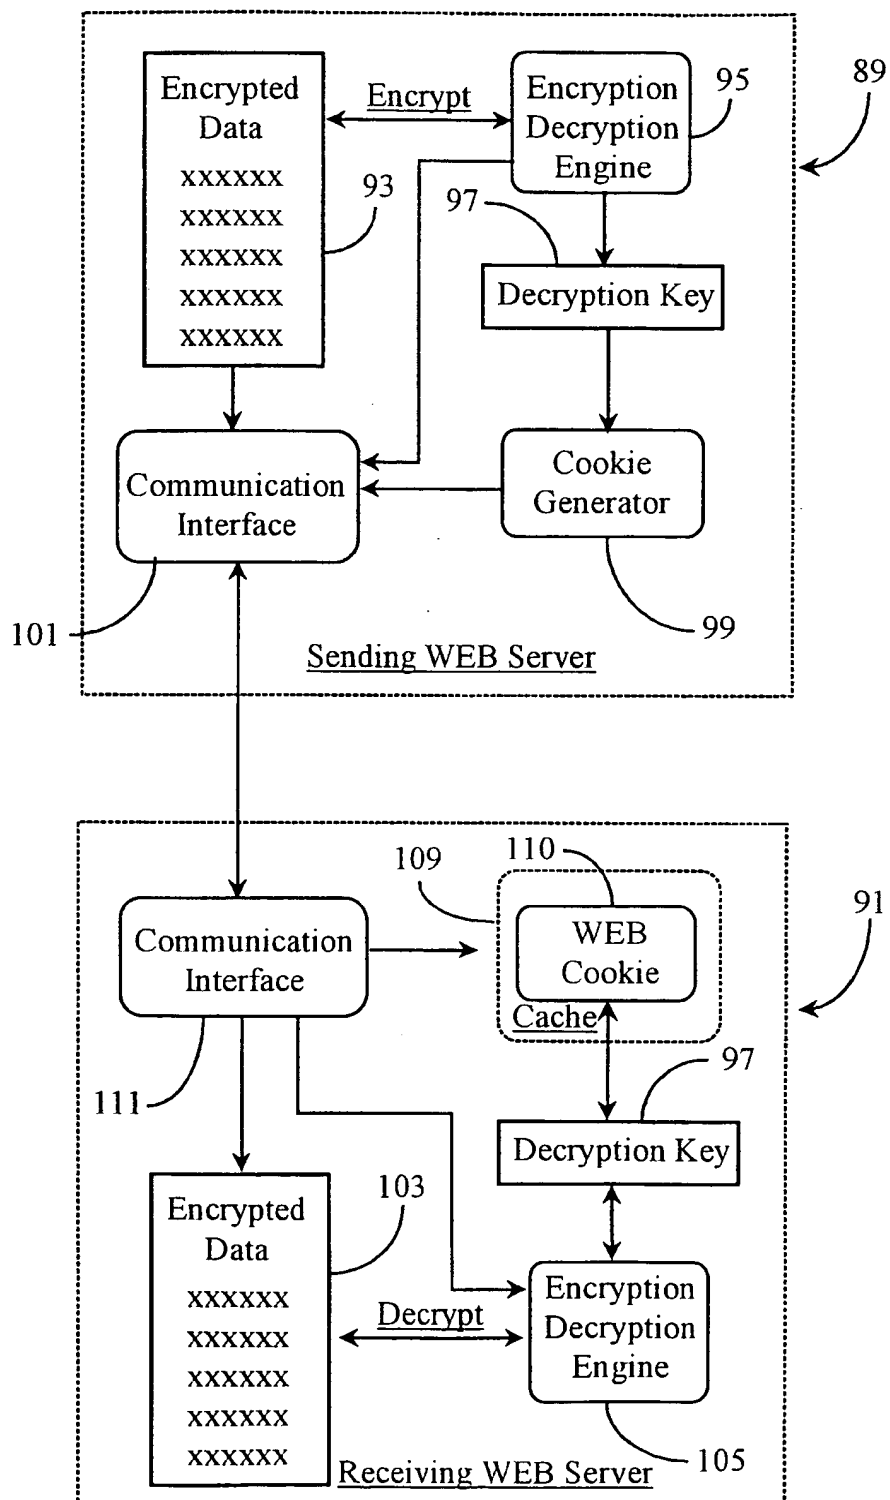 Encrypted
Data
xxxxxx
xxxxxx
xxxxxx
xxxxxx
xxxxxx
93
Encrypt
Encryption
Decryption
Engine
95
89
97
Decryption Key
Communication
Interface
Cookie
Generator
101
99
Sending WEB Server
109
110
91
Communication
Interface
WEB
Cookie
Cache
111
97
Decryption Key
Encrypted
Data
xxxxxx
xxxxxx
xxxxxx
xxxxxx
xxxxxx
103
Decrypt
Encryption
Decryption
Engine
105
Receiving WEB Server